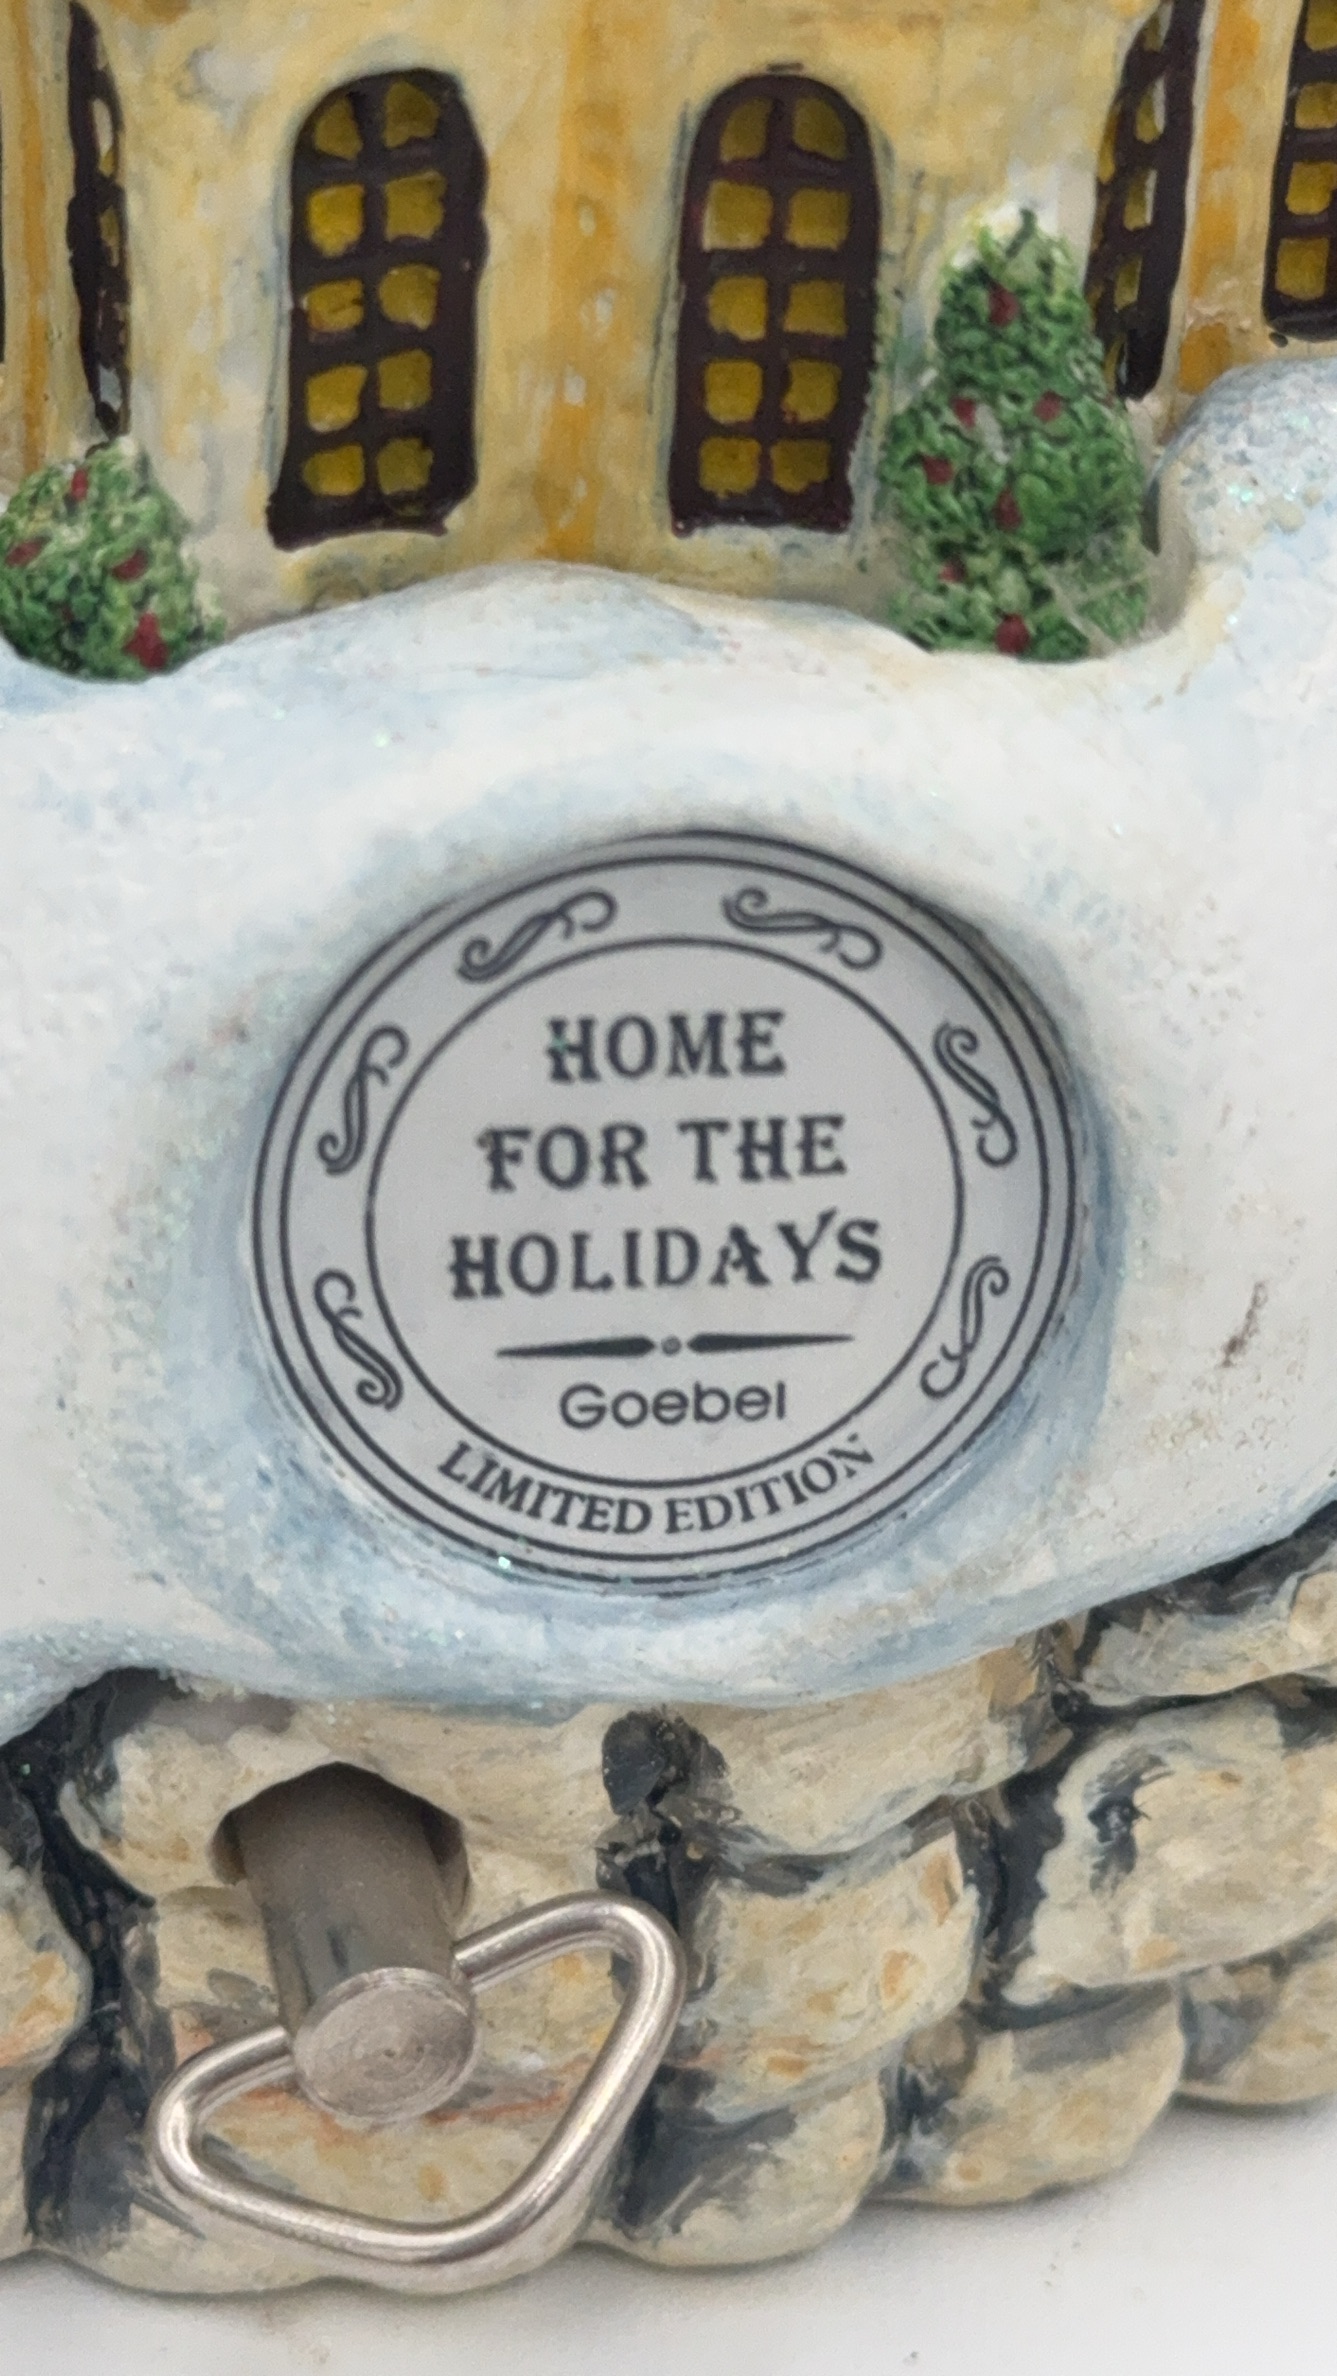 HOME
FOR THE
HOLIDAYS
Goebel
LIMITED EDITION